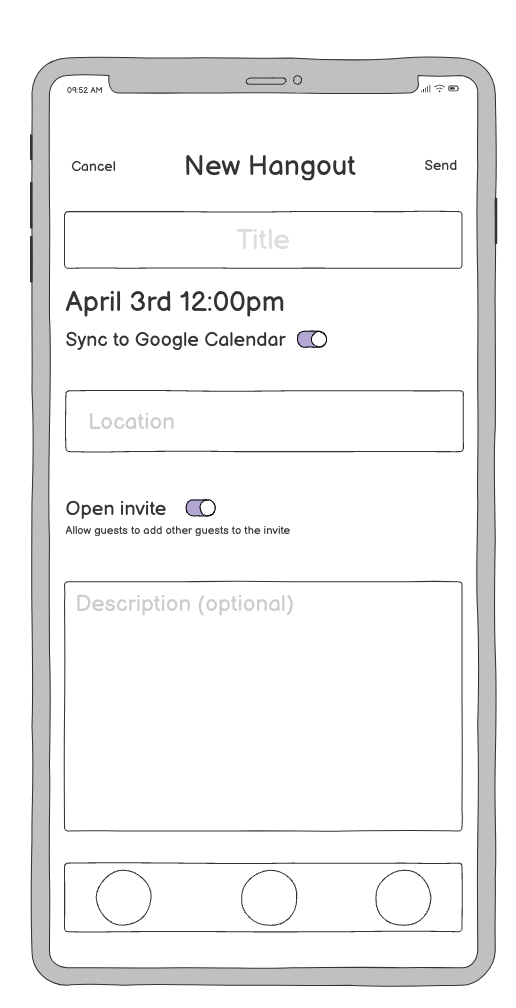 09:52 AM
Cancel New Hangout Send
Title
April 3rd 12:00pm
Sync to Google Calendar
Location
Open invite
Allow guests to add other guests to the invite
Description (optional)